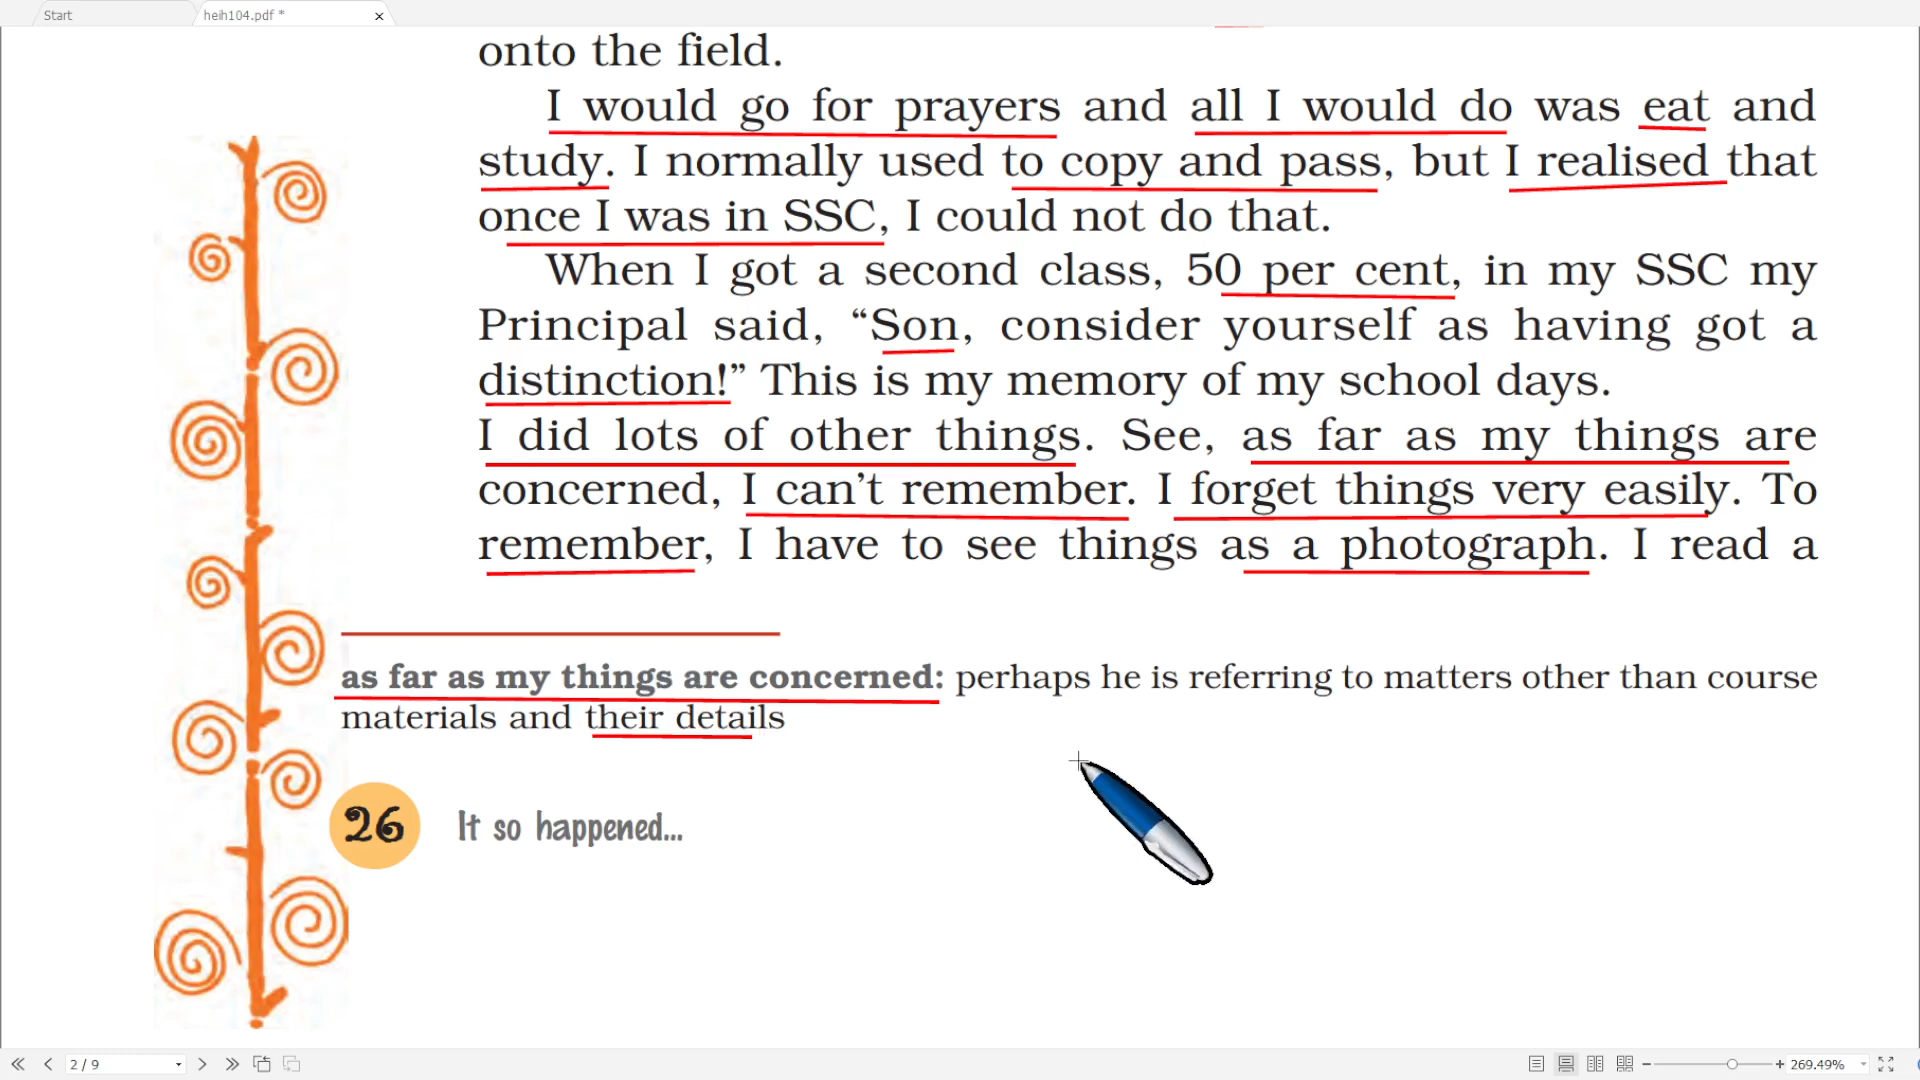 Start
heih104.pdf *
onto the field.
I would go for prayers and all I would do was eat and
study. I normally used to copy and pass, but I realised that
once I was in SSC, I could not do that.
When I got a second class, 50 per cent, in my SSC my
Principal said, “Son, consider yourself as having got a
distinction!” This is my memory of my school days.
I did lots of other things. See, as far as my things are
concerned, I can’t remember. I forget things very easily. To
remember, I have to see things as a photograph. I read a
as far as my things are concerned: perhaps he is referring to matters other than course
materials and their details
26 It so happened...
2 / 9
269.49%